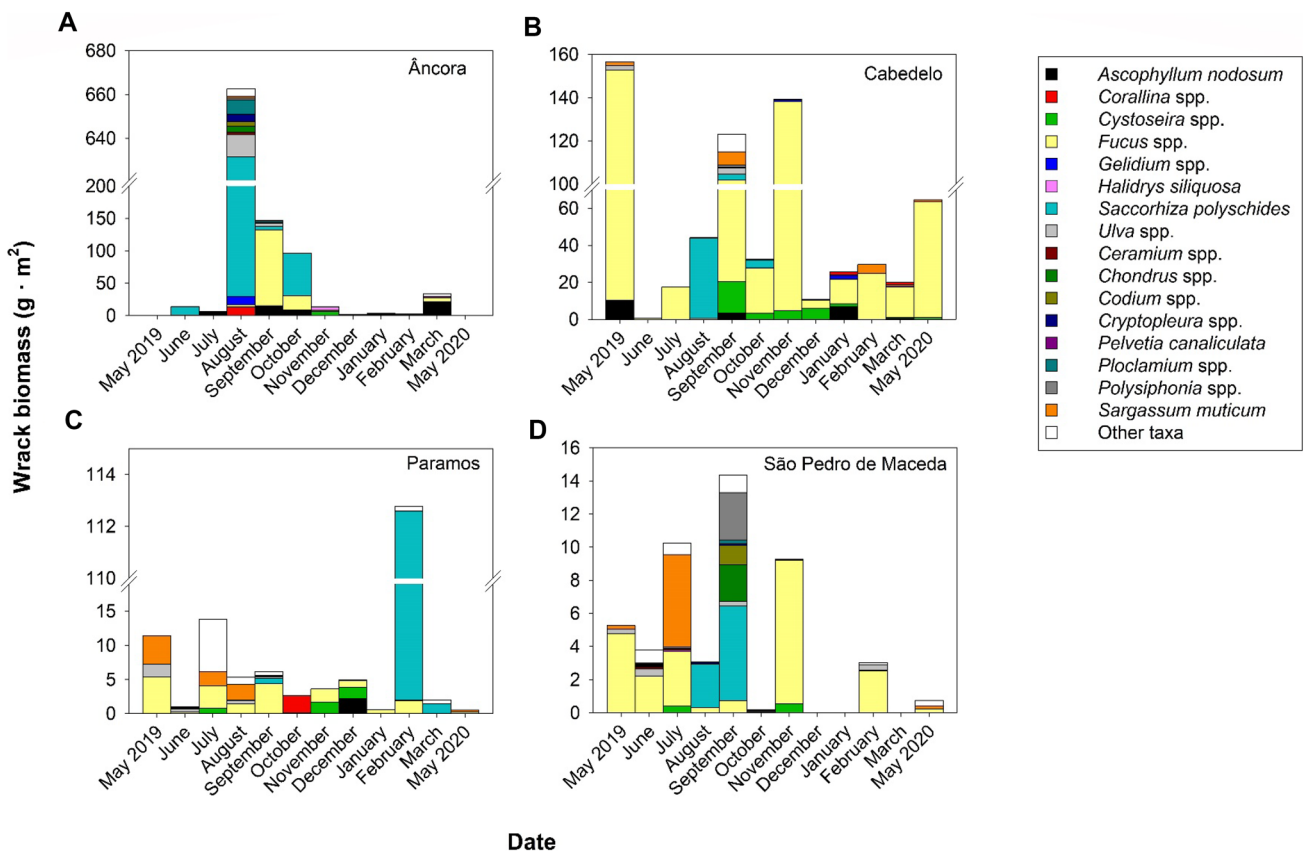 A
Âncora
680
660
640
200
150
100
50
0
May 2019
June
July
August
September
October
November
December
January
February
March
May 2020
B
Cabedelo
160
140
120
100
60
40
20
0
May 2019
June
July
August
September
October
November
December
January
February
March
May 2020
Ascophyllum nodosum
Corallina spp.
Cystoseira spp.
Fucus spp.
Gelidium spp.
Halidrys siliquosa
Saccorhiza polyschides
Ulva spp.
Ceramium spp.
Chondrus spp.
Codium spp.
Cryptopleura spp.
Pelvetia canaliculata
Ploclamium spp.
Polysiphonia spp.
Sargassum muticum
Other taxa
Wrack biomass (g · m²)
C
Paramos
114
112
110
15
10
5
0
May 2019
June
July
August
September
October
November
December
January
February
March
May 2020
D
São Pedro de Maceda
16
14
12
10
8
6
4
2
0
May 2019
June
July
August
September
October
November
December
January
February
March
May 2020
Date